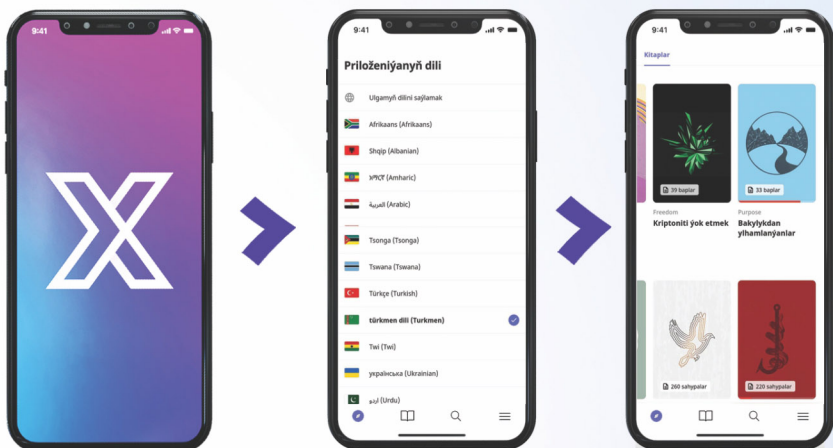 9:41
X
9:41
Priloženiýanyň dili
Ulgamyň dilini saýlamak
Afrikaans (Afrikaans)
Shqip (Albanian)
አማርኛ (Amharic)
العربية (Arabic)
Tsonga (Tsonga)
Tswana (Tswana)
Türkçe (Turkish)
türkmen dili (Turkmen)
Twi (Twi)
українська (Ukrainian)
اردو (Urdu)
9:41
Kitaplar
39 baplar
33 baplar
Freedom
Purpose
Kriptoniti ýok etmek
Bakylykdan
ylhamlanýanlar
260 sahypalar
220 sahypalar